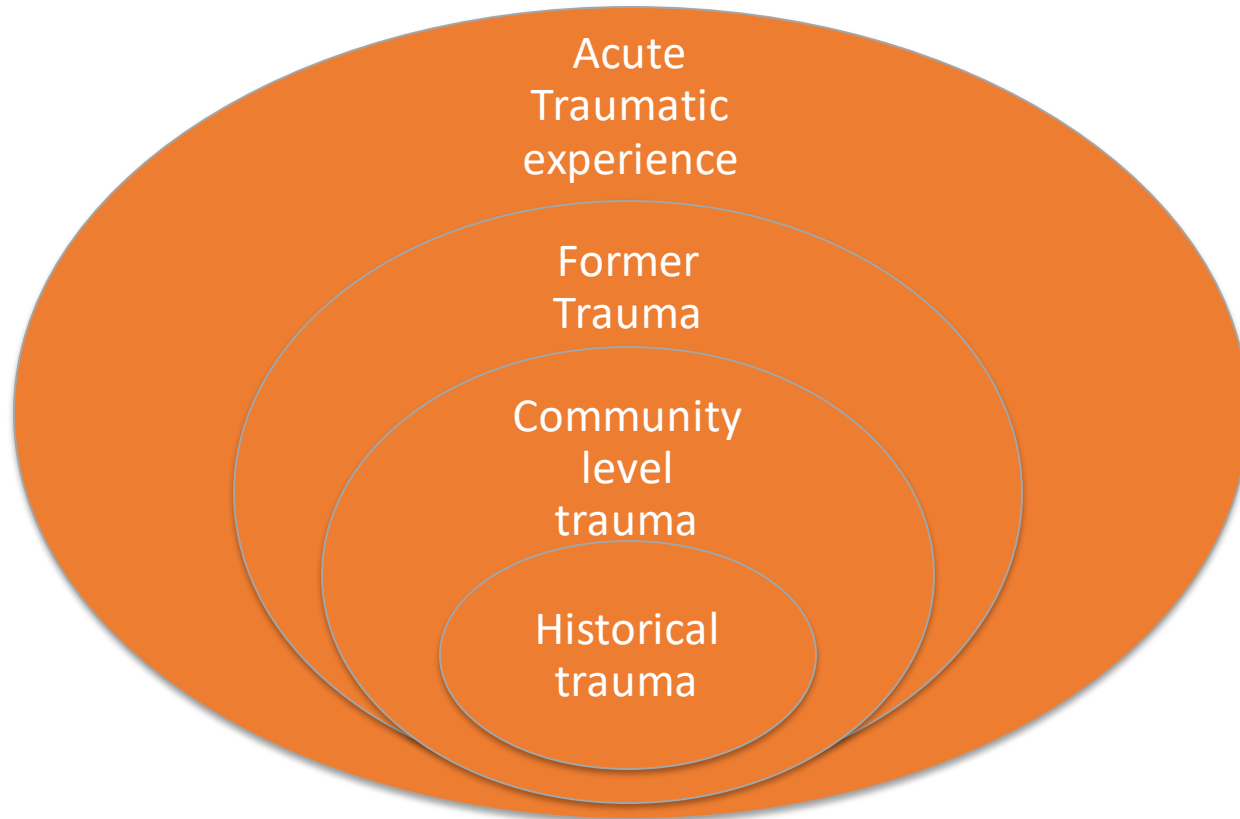 Acute
Traumatic
experience
Former
Trauma
Community
level
trauma
Historical
trauma